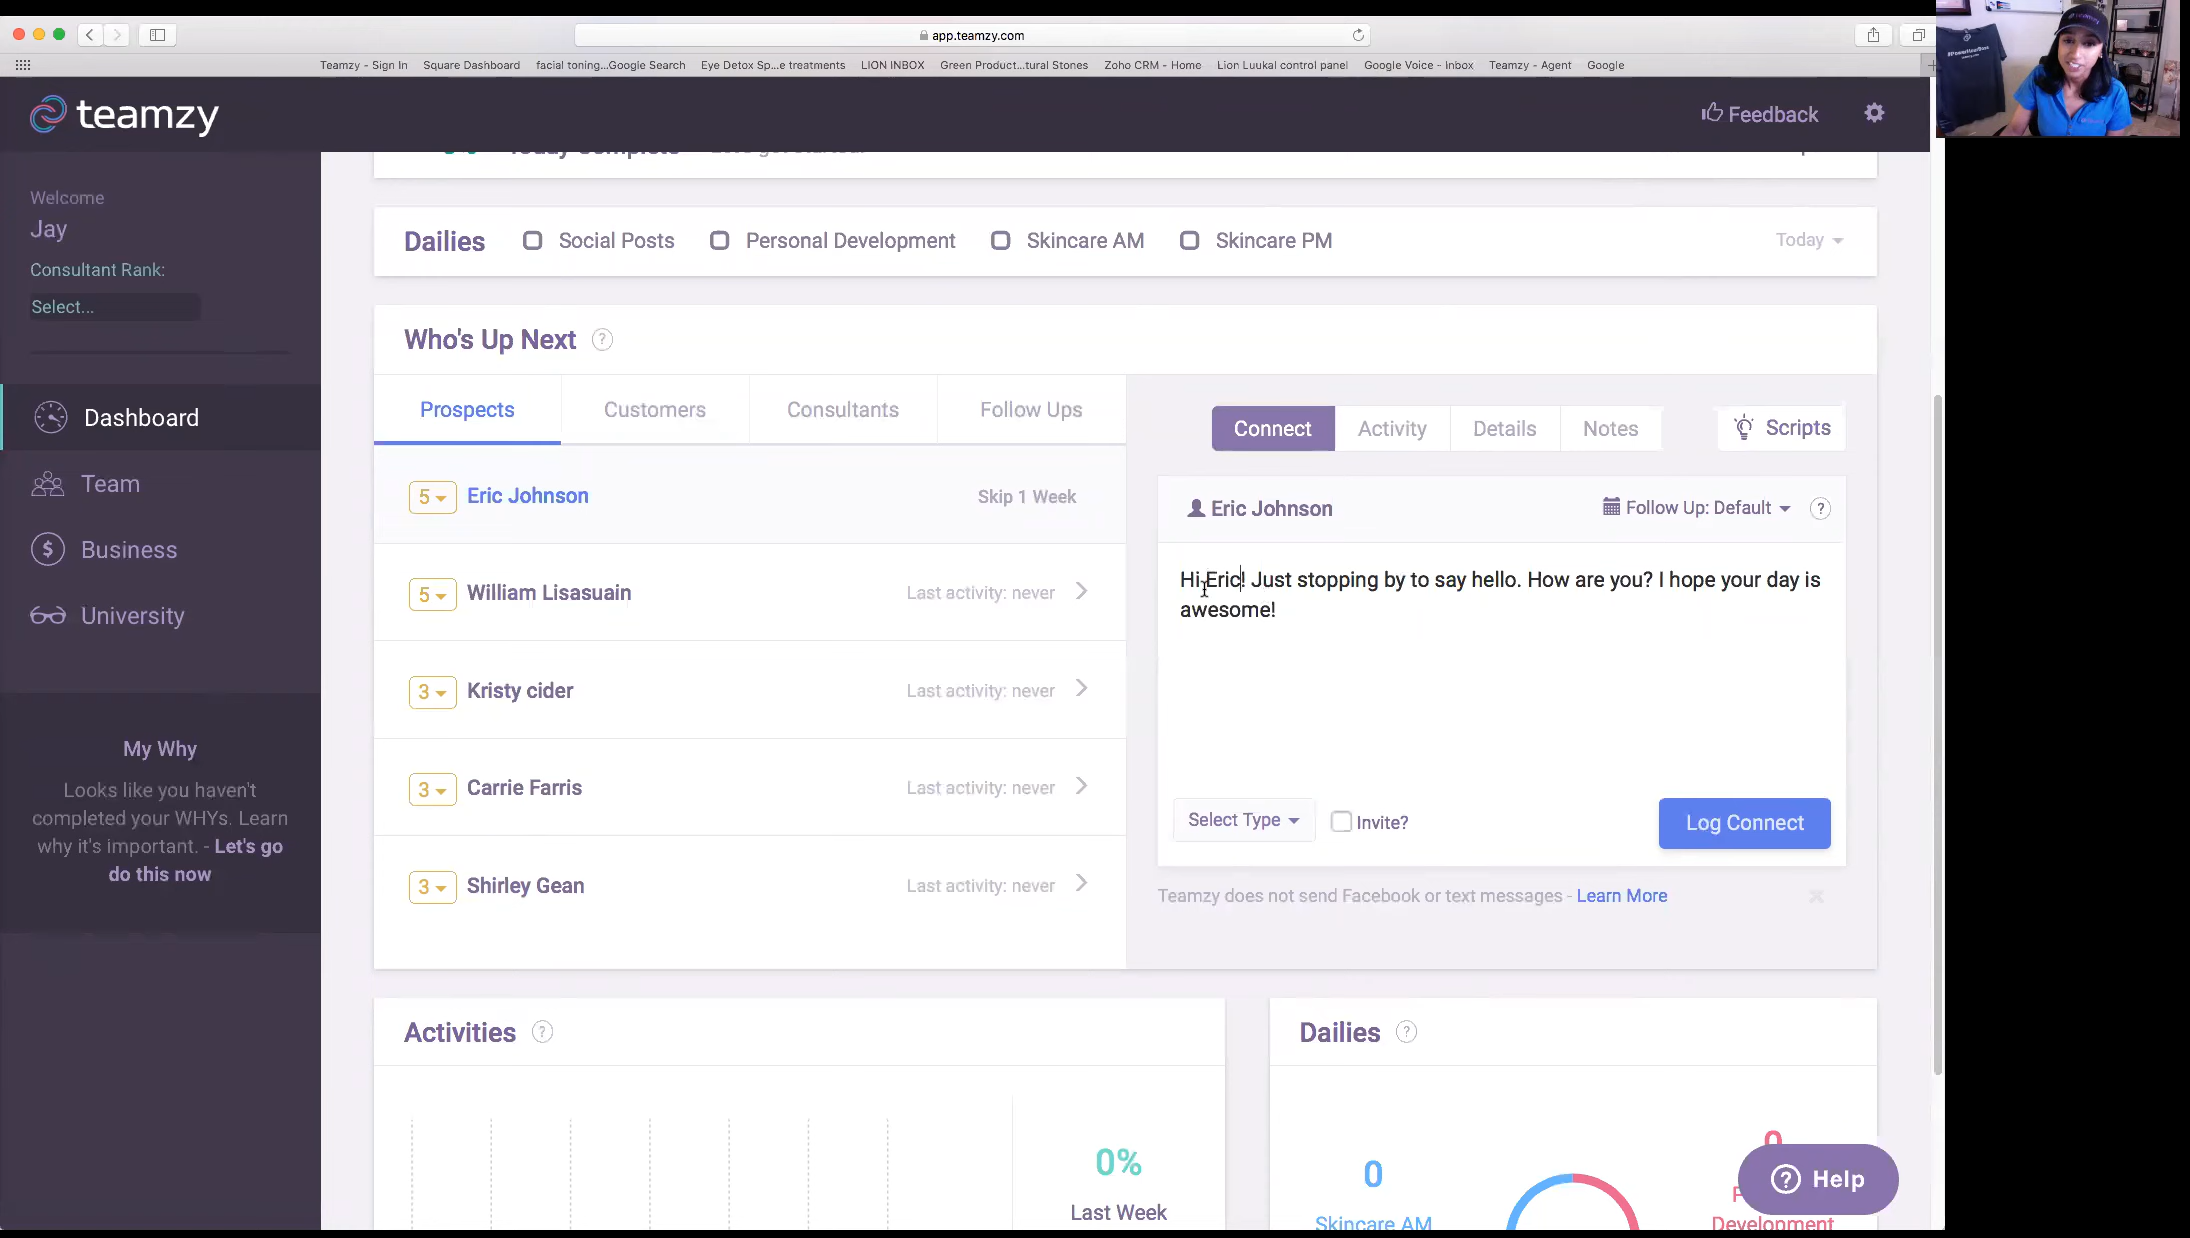 app.teamzy.com
Teamzy - Sign In
Square Dashboard
facial toning...Google Search
Eye Detox Sp...e treatments
LION INBOX
Green Product...tural Stones
Zoho CRM - Home
Lion Luukal control panel
Google Voice - Inbox
Teamzy - Agent
Google
teamzy
Feedback
Welcome
Jay
Consultant Rank:
Select...
Dashboard
Team
Business
University
My Why
Looks like you haven't
completed your WHYs. Learn
why it's important. - Let's go
do this now
Dailies
Social Posts
Personal Development
Skincare AM
Skincare PM
Today
Who's Up Next ?
Prospects
Customers
Consultants
Follow Ups
5 Eric Johnson Skip 1 Week
5 William Lisasuain Last activity: never
3 Kristy cider Last activity: never
3 Carrie Farris Last activity: never
3 Shirley Gean Last activity: never
Connect
Activity
Details
Notes
Scripts
Eric Johnson
Follow Up: Default ?
Hi Eric! Just stopping by to say hello. How are you? I hope your day is
awesome!
Select Type
Invite?
Log Connect
Teamzy does not send Facebook or text messages - Learn More
Activities ?
0%
Last Week
Dailies ?
0
Skincare AM
0
Development
? Help